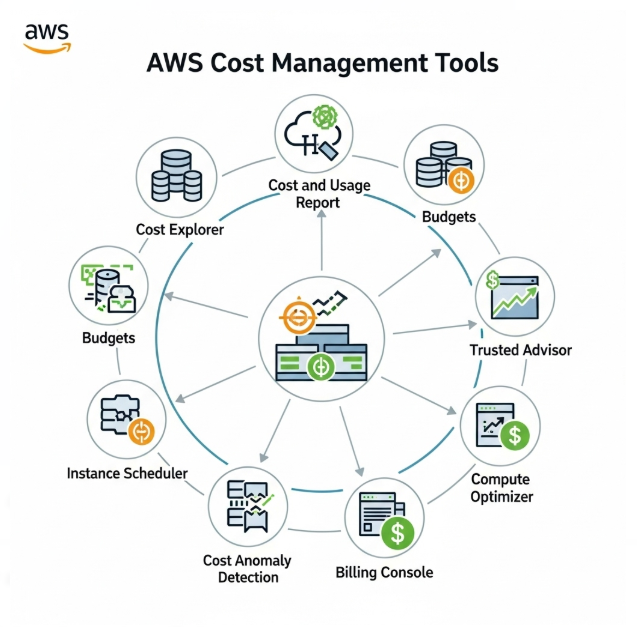 aws
AWS Cost Management Tools
Cost and Usage
Report
Budgets
Cost Explorer
Trusted Advisor
Budgets
Instance Scheduler
Compute
Optimizer
Cost Anomaly
Detection
Billing Console